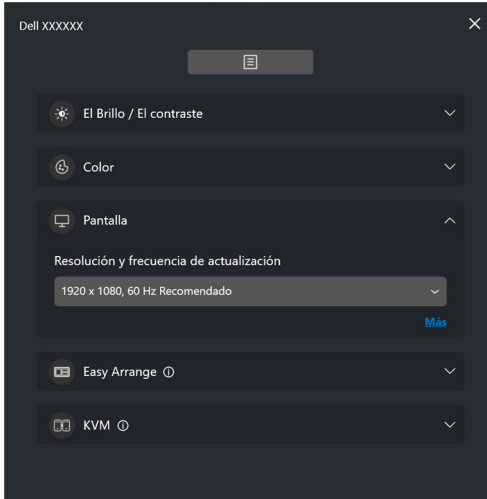 Dell XXXXXX
El Brillo / El contraste
Color
Pantalla
Resolución y frecuencia de actualización
1920 x 1080, 60 Hz Recomendado
Más
Easy Arrange
KVM